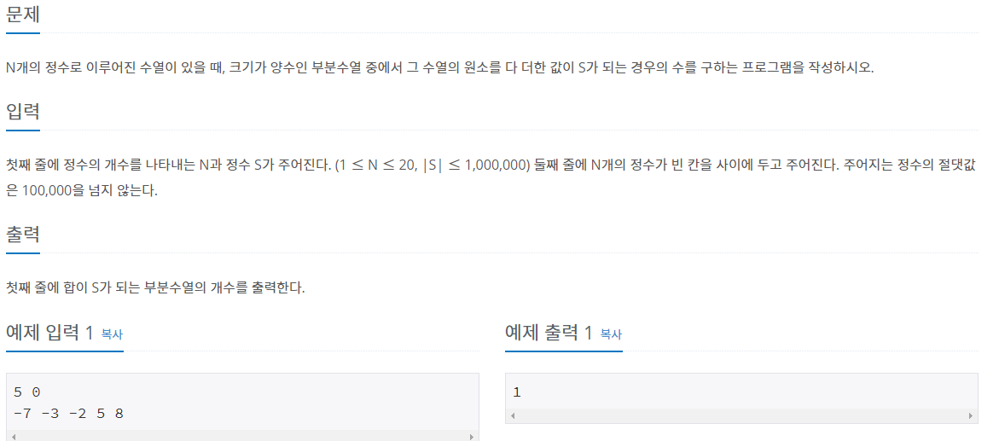 문제
N개의 정수로 이루어진 수열이 있을 때, 크기가 양수인 부분수열 중에서 그 수열의 원소를 다 더한 값이 S가 되는 경우의 수를 구하는 프로그램을 작성하시오.
입력
첫째 줄에 정수의 개수를 나타내는 N과 정수 S가 주어진다. (1 ≤ N ≤ 20, |S| ≤ 1,000,000) 둘째 줄에 N개의 정수가 빈 칸을 사이에 두고 주어진다. 주어지는 정수의 절댓값
은 100,000을 넘지 않는다.
출력
첫째 줄에 합이 S가 되는 부분수열의 개수를 출력한다.
예제 입력 1 복사
5 0
-7 -3 -2 5 8
예제 출력 1 복사
1